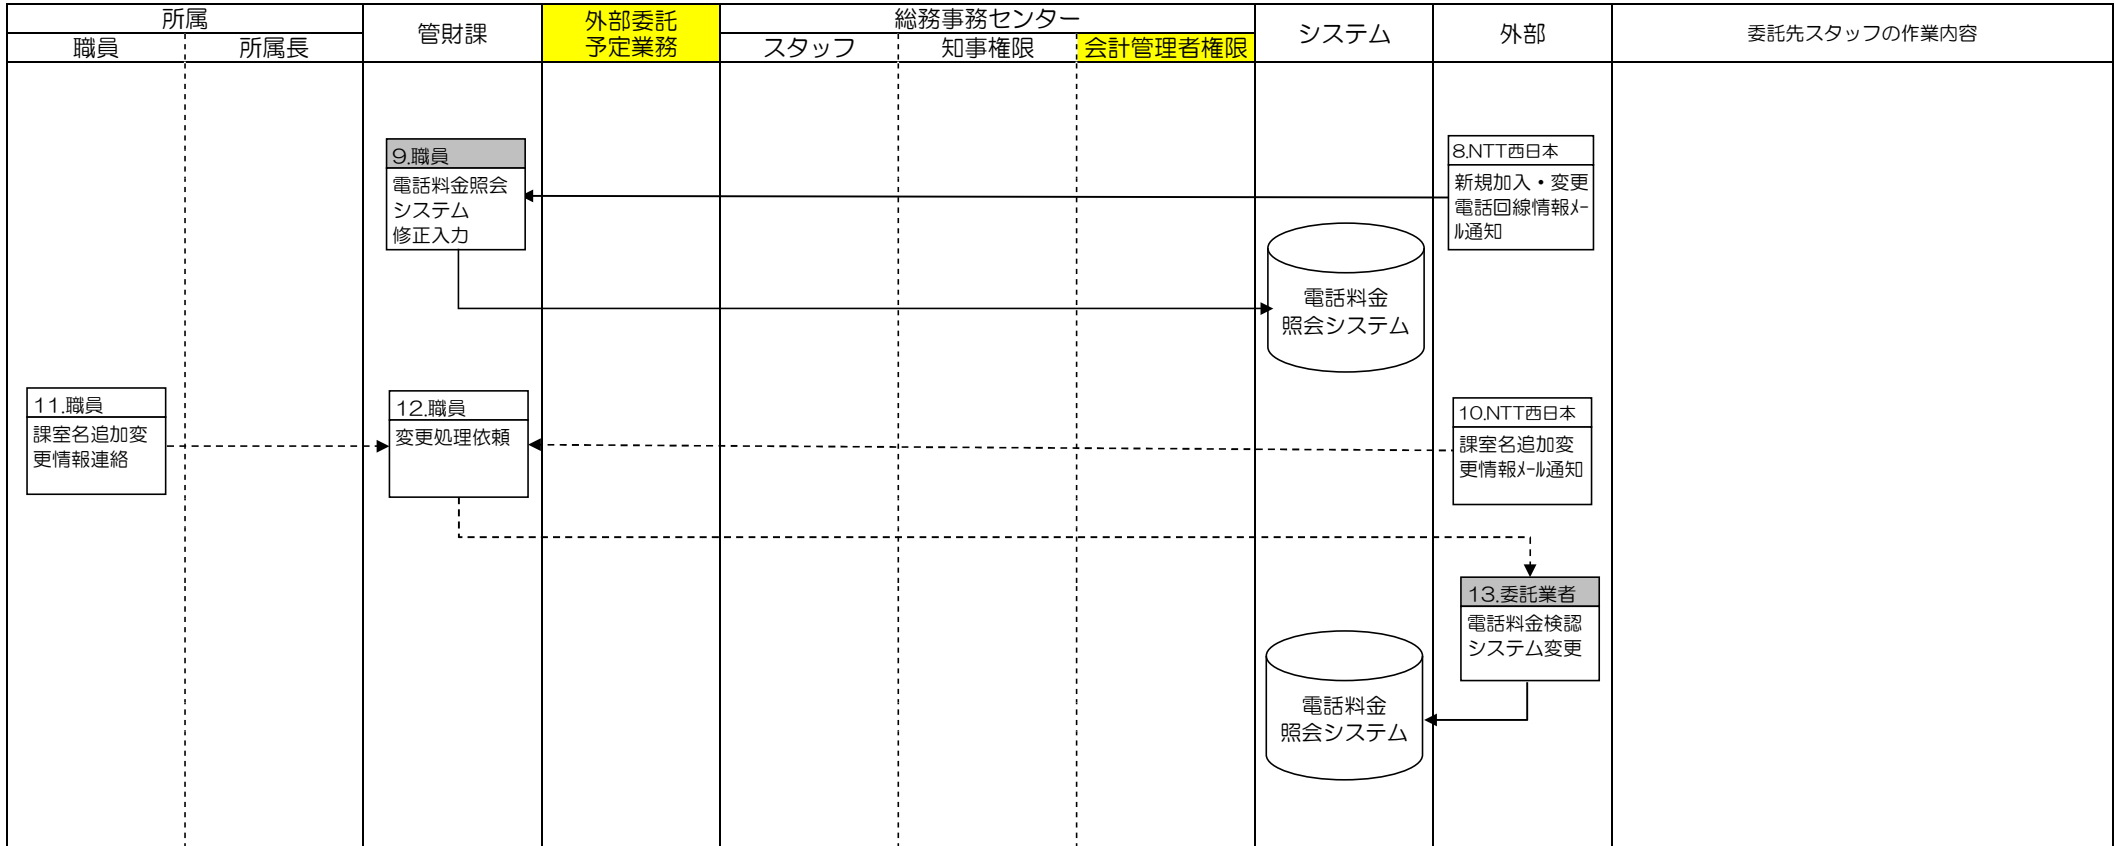 所属
職員
所属長
管財課
外部委託
予定業務
総務事務センター
スタッフ
知事権限
会計管理者権限
システム
外部
委託先スタッフの作業内容
9.職員
電話料金照会
システム
修正入力
8.NTT西日本
新規加入・変更
電話回線情報ﾒｰ
ﾙ通知
電話料金
照会システム
11.職員
課室名追加変
更情報連絡
12.職員
変更処理依頼
10.NTT西日本
課室名追加変
更情報ﾒｰﾙ通知
13.委託業者
電話料金検認
システム変更
電話料金
照会システム